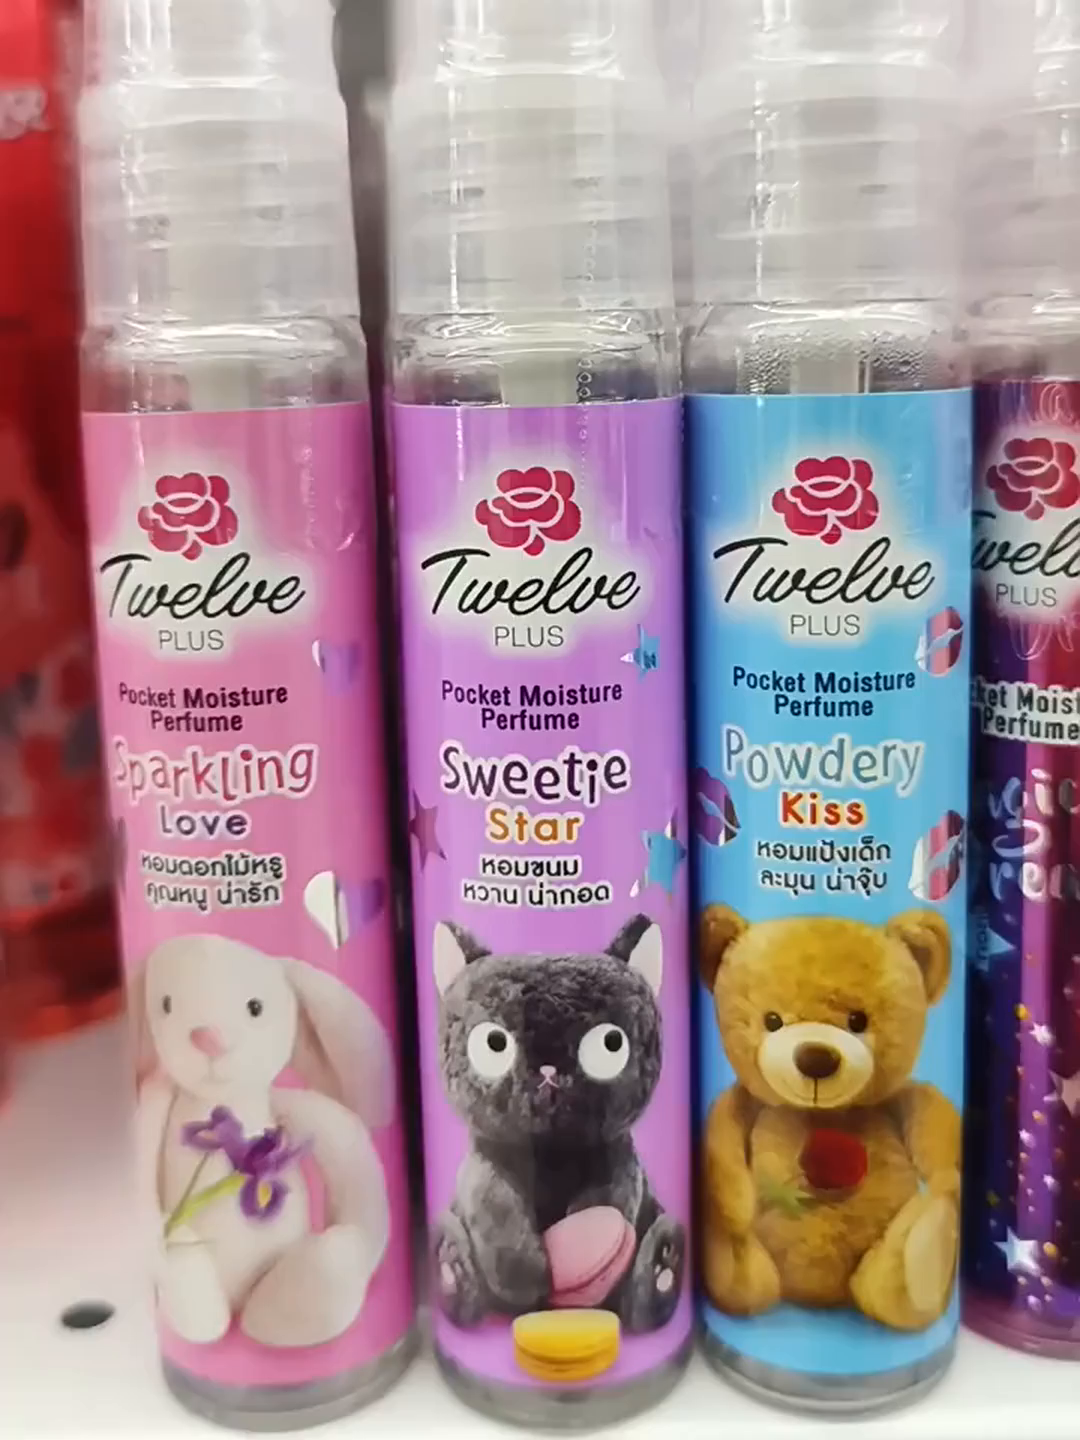 Twelve
PLUS
Pocket Moisture
Perfume
Sparkling
Love
หอมดอกไม้หรู
คุณหนู น่ารัก
Twelve
PLUS
Pocket Moisture
Perfume
Sweetie
Star
หอมขนม
หวาน น่ากอด
Twelve
PLUS
Pocket Moisture
Perfume
Powdery
Kiss
หอมแป้งเด็ก
ละมุน น่าจุ๊บ
PLUS
Perfume